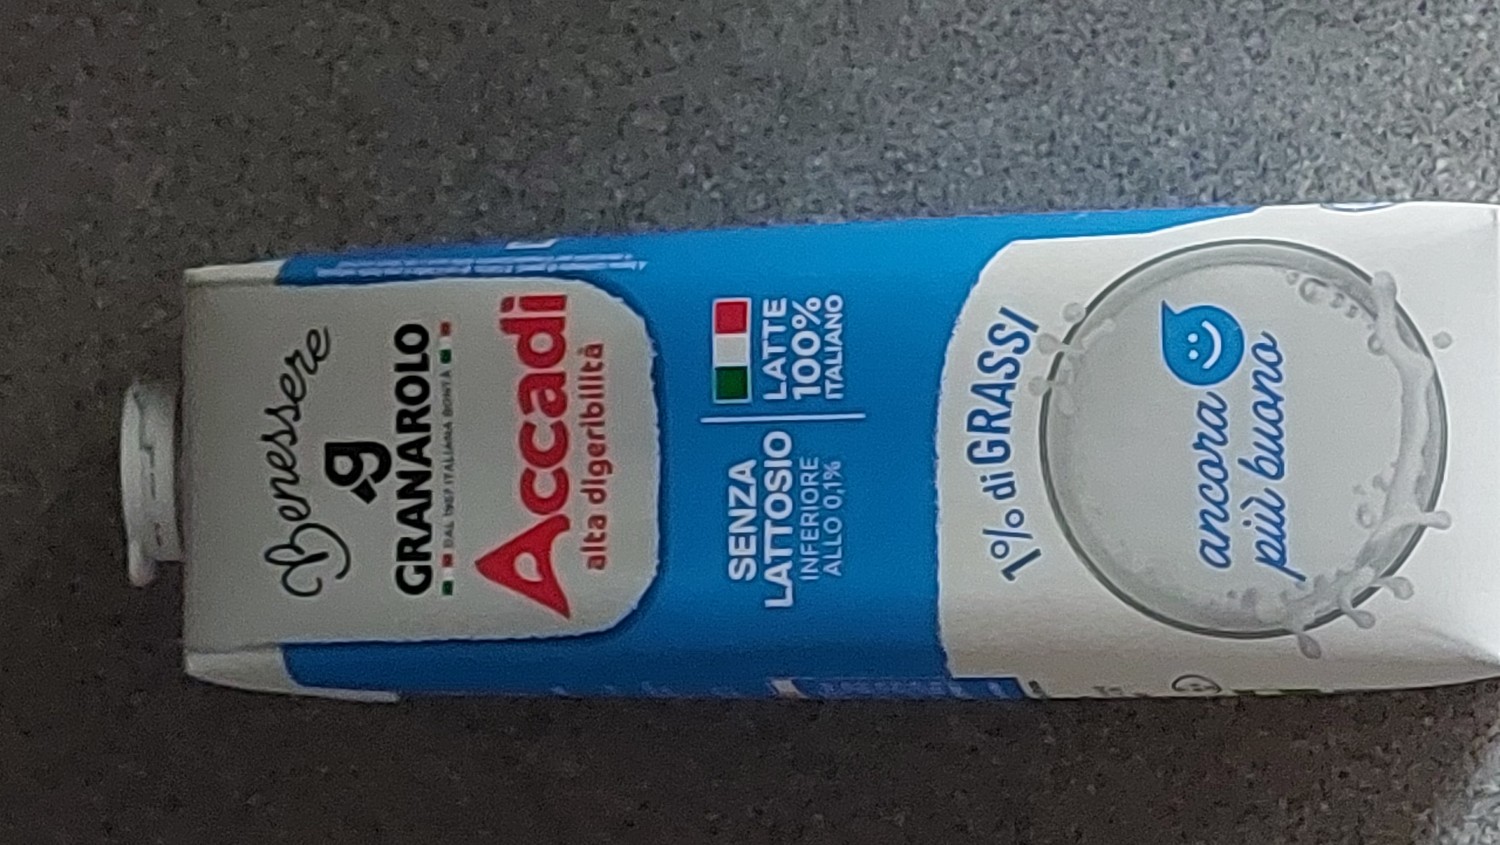 Benessere
g
GRANAROLO
DAL 1957 ITALIANA BONTÀ
Accadì
alta digeribilità
SENZA
LATTOSIO
INFERIORE
ALLO 0,1%
LATTE
100%
ITALIANO
1% di GRASSI
ancora
più buono